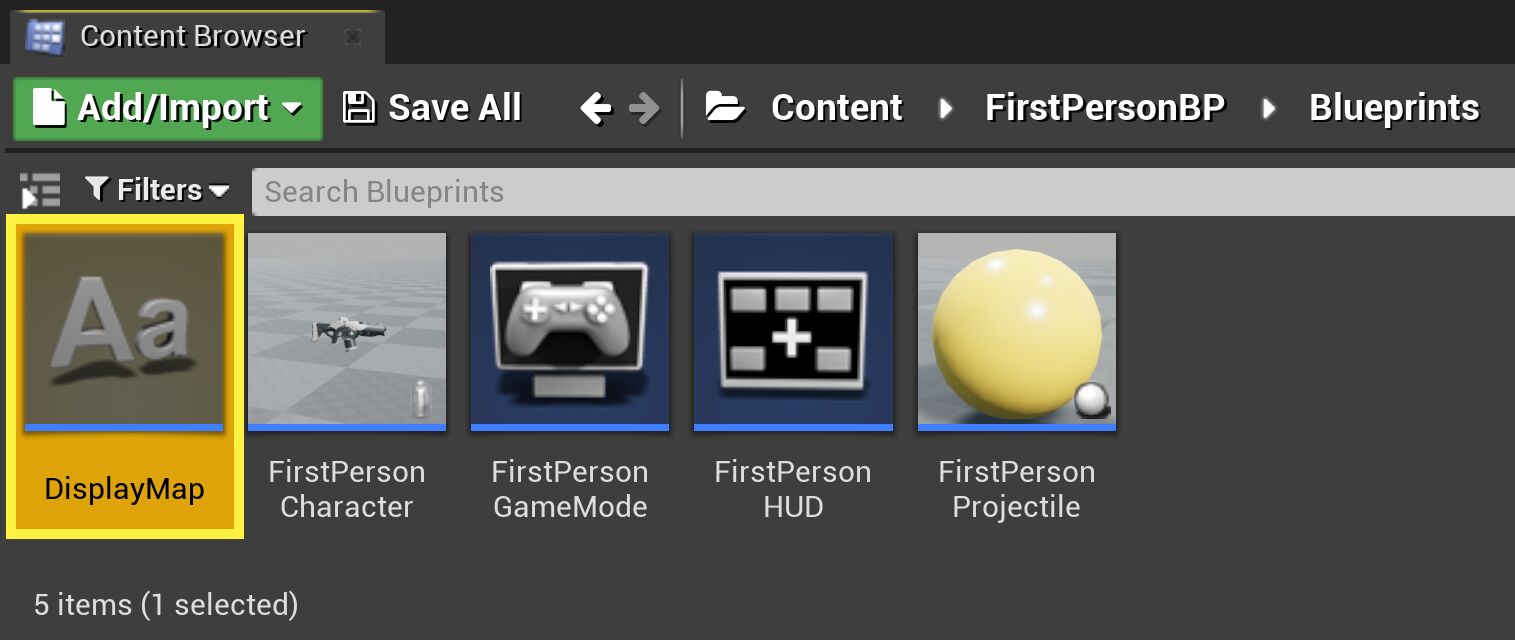 Content Browser
Add/Import Save All Content FirstPersonBP Blueprints
Filters Search Blueprints
Aa
DisplayMap
FirstPerson
Character
FirstPerson
GameMode
FirstPerson
HUD
FirstPerson
Projectile
5 items (1 selected)